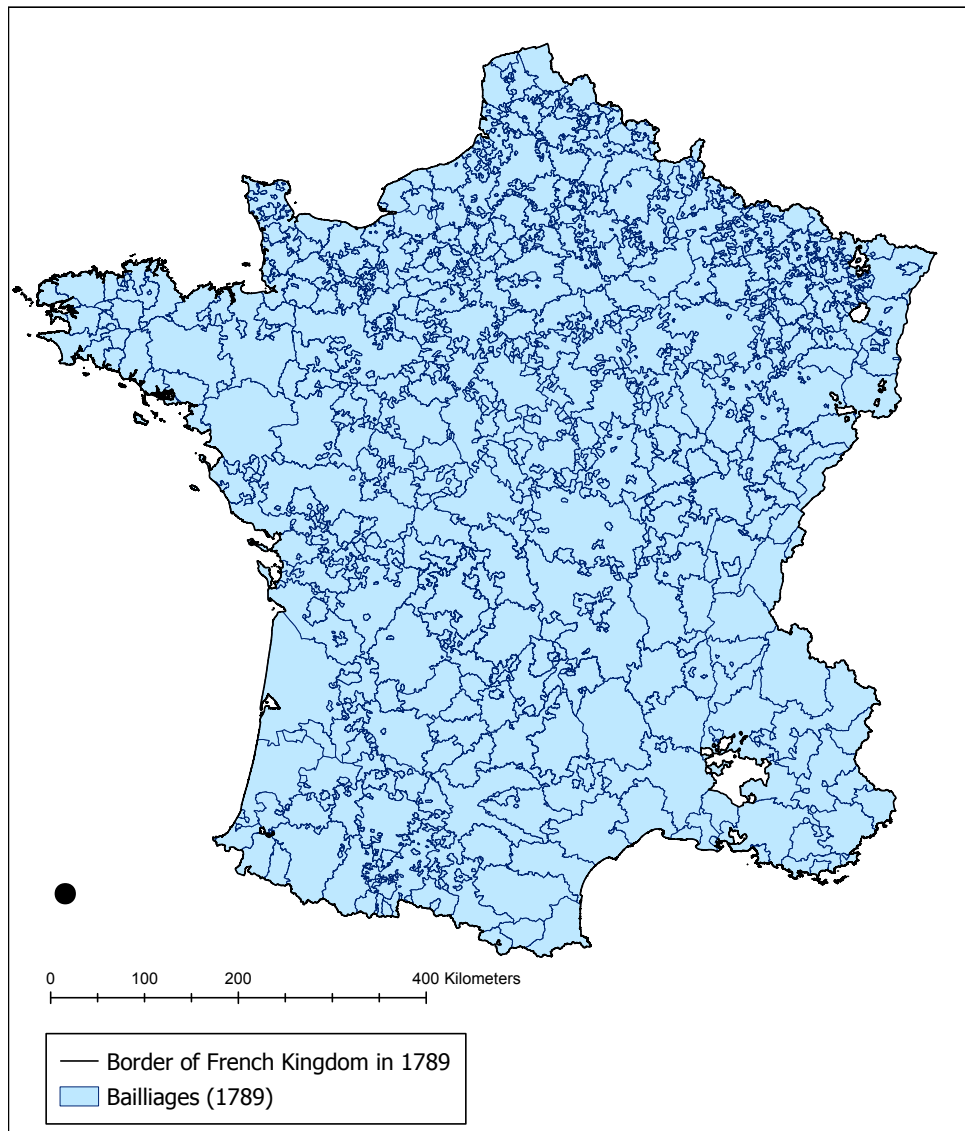 0 100 200 400 Kilometers
Border of French Kingdom in 1789
Bailliages (1789)